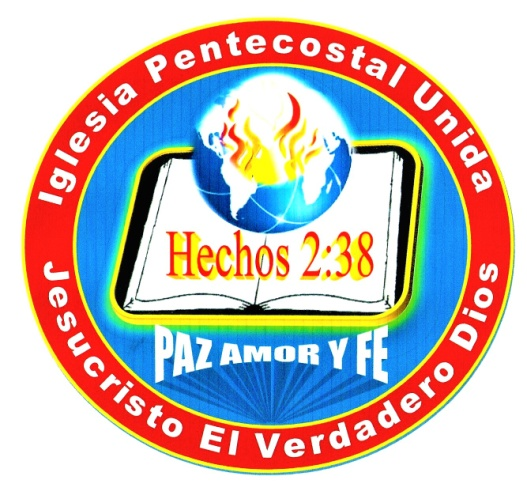 Iglesia Pentecostal Unida
Hechos 2:38
PAZ AMOR Y FE
Jesucristo El Verdadero Dios